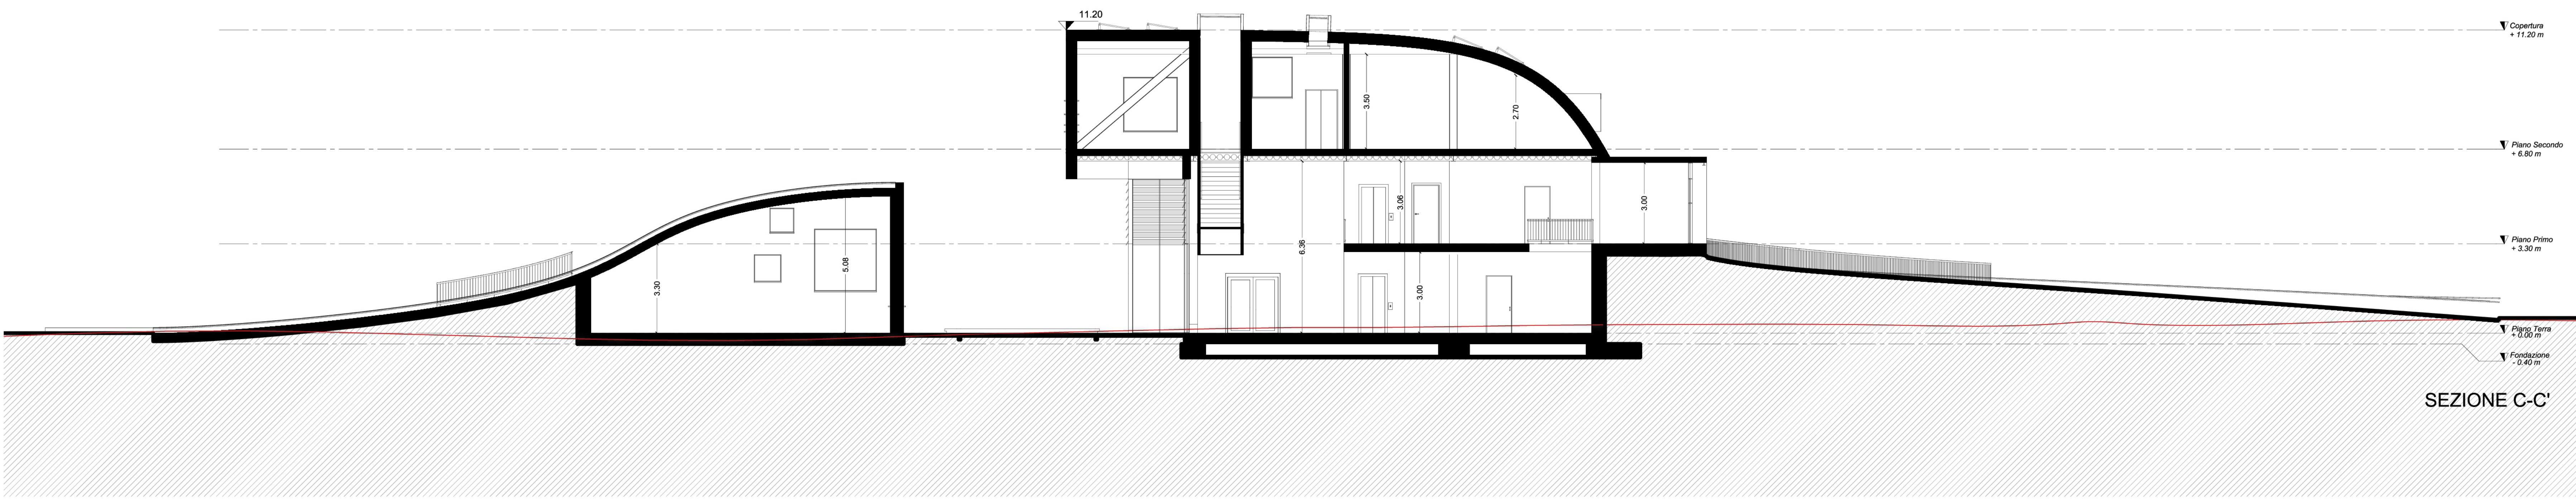 11.20
Copertura
+ 11.20 m
3.50
2.70
Piano Secondo
+ 6.80 m
3.06
3.00
6.36
Piano Primo
+ 3.30 m
5.08
3.30
3.00
Piano Terra
+ 0.00 m
Fondazione
- 0.40 m
SEZIONE C-C'